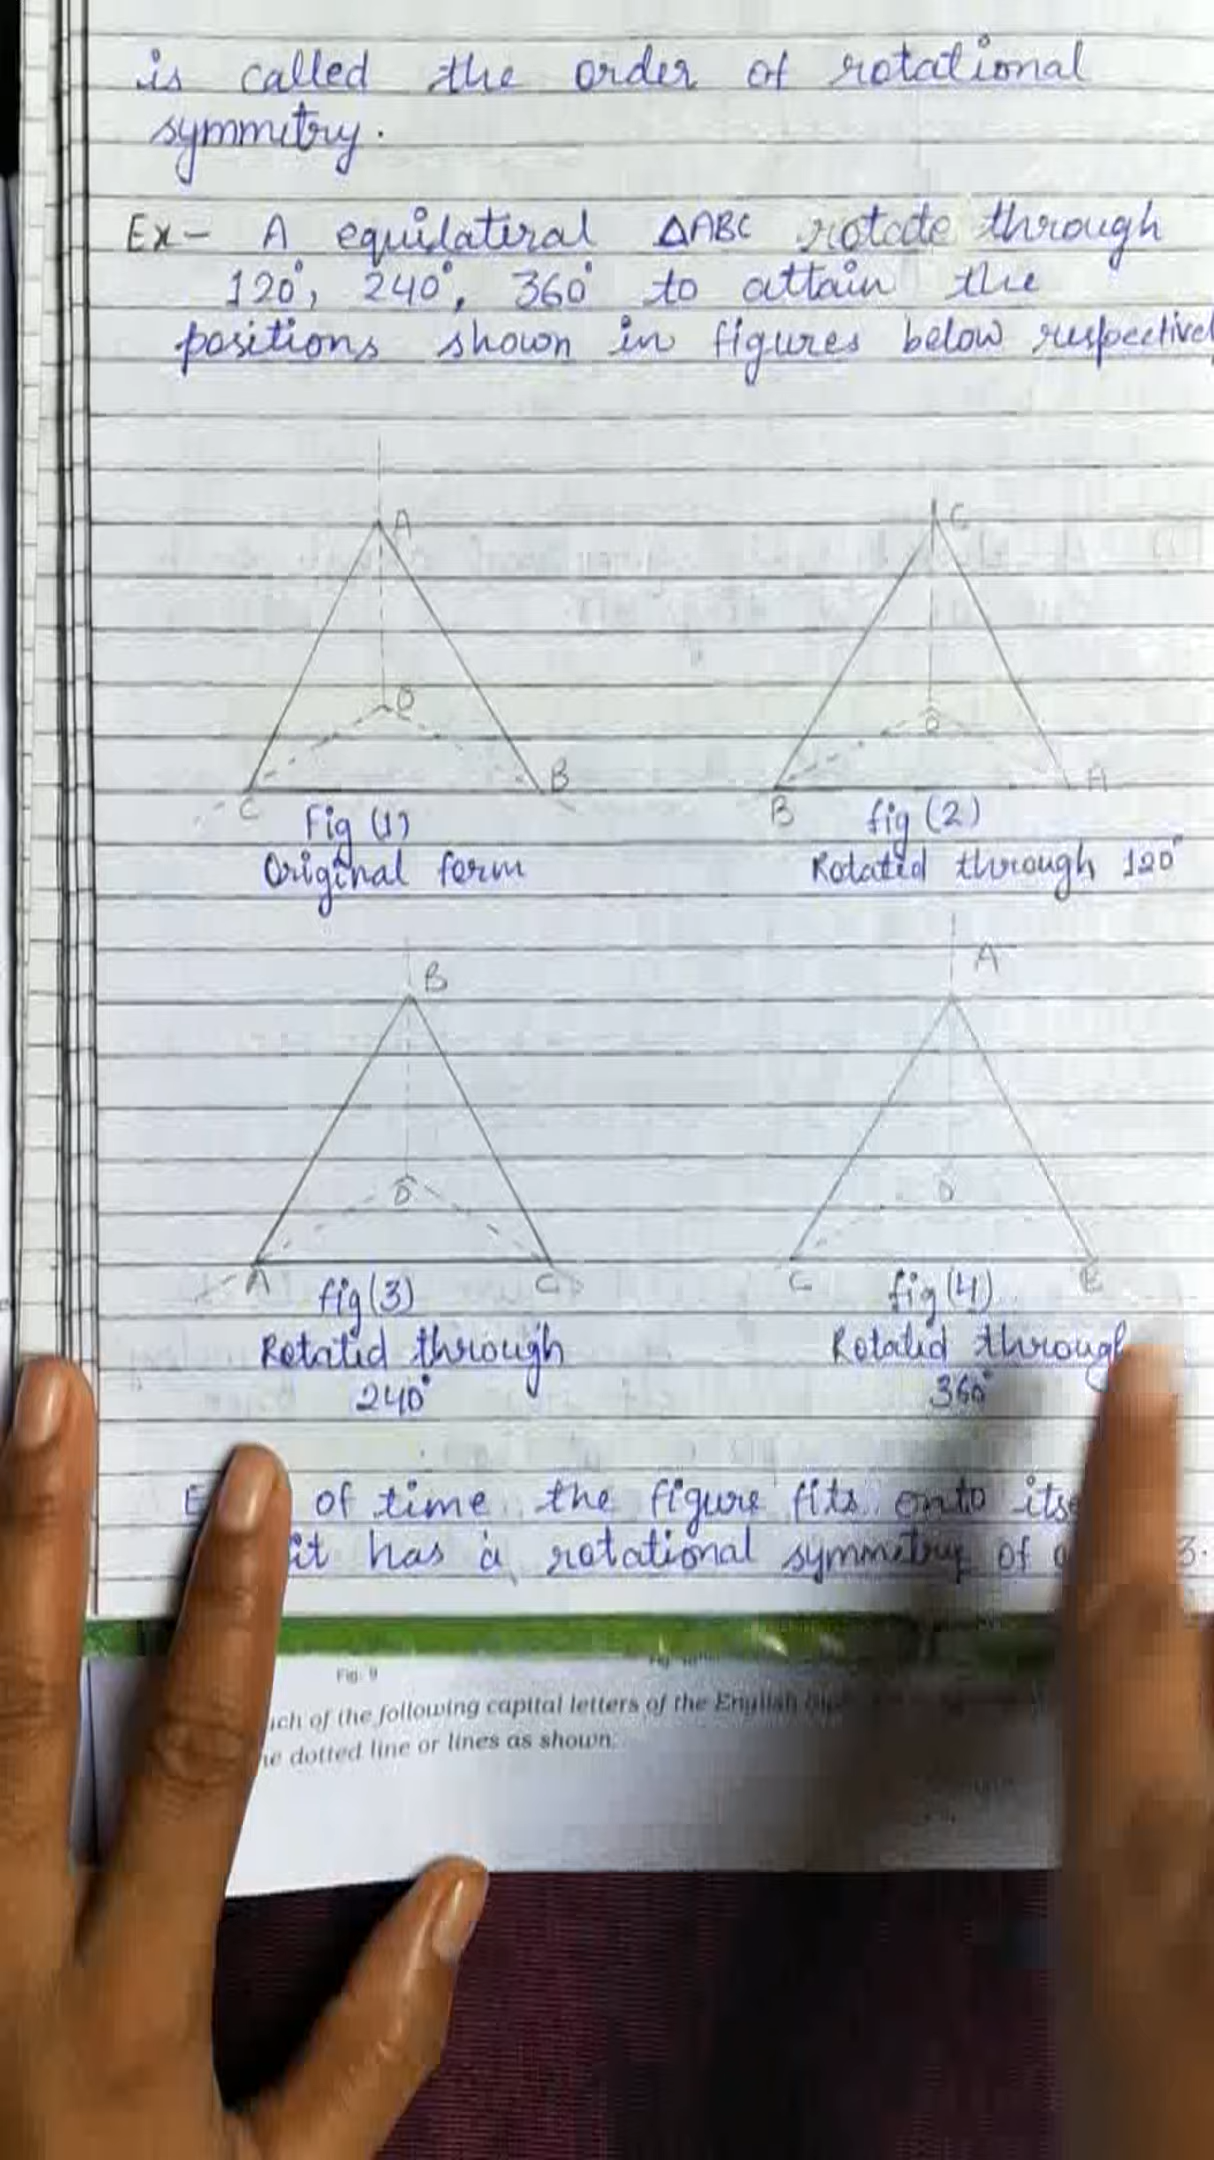 is called the order of rotational
symmetry.
Ex- A equilateral △ABC rotate through
120°, 240°, 360° to attain the
positions shown in figures below
A
C
O
O
C
B
B
A
Fig (1)
fig (2)
Original form
Rotated through 120°
B
A
O
O
A
C
C
fig (3)
fig (4)
Rotated through
Rotated through
240°
360°
of time the figure fits onto
it has a rotational symmetry of 3.
Fig. 9
of the following capital letters of the English
dotted line or lines as shown: